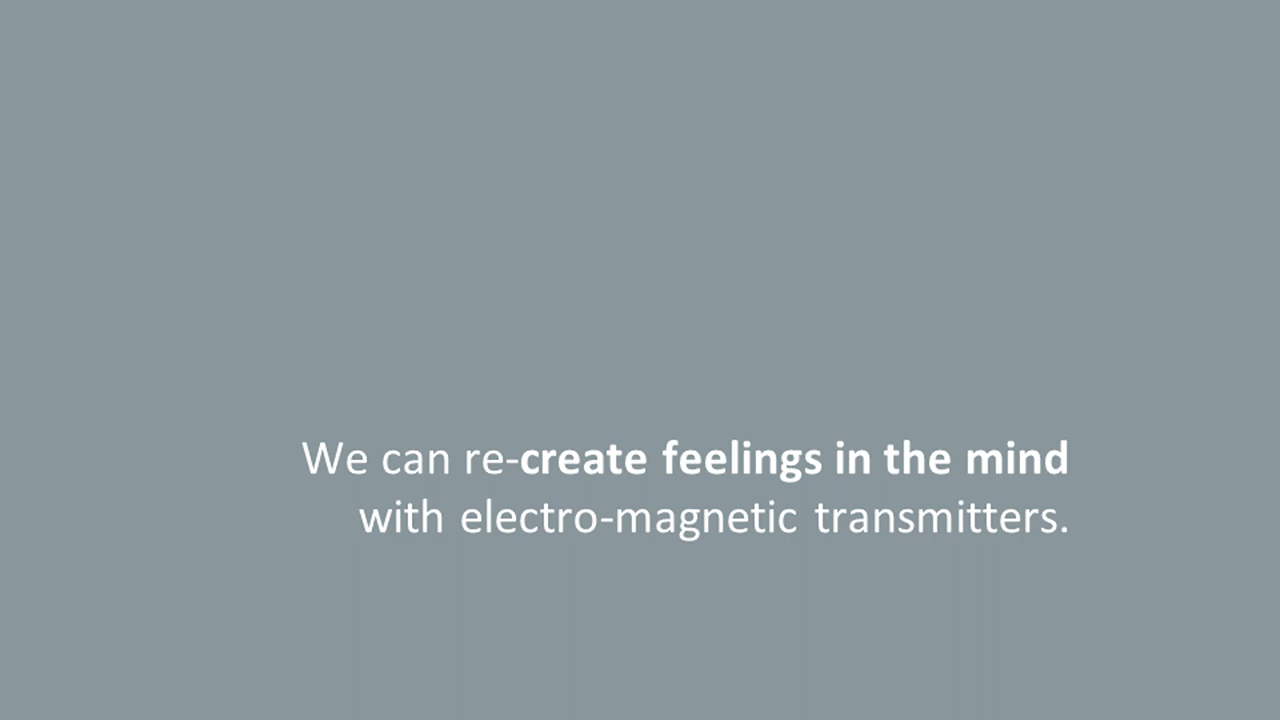 We can re-create feelings in the mind
with electro-magnetic transmitters.